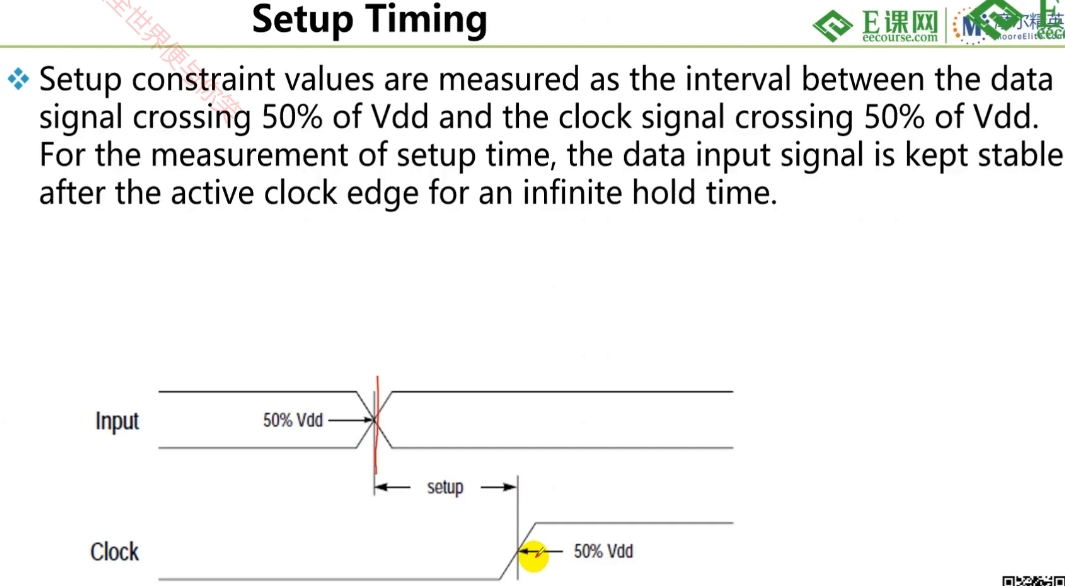 Setup Timing
E课网
eecourse.com
Setup constraint values are measured as the interval between the data
signal crossing 50% of Vdd and the clock signal crossing 50% of Vdd.
For the measurement of setup time, the data input signal is kept stable
after the active clock edge for an infinite hold time.
Input
50% Vdd
setup
Clock
50% Vdd